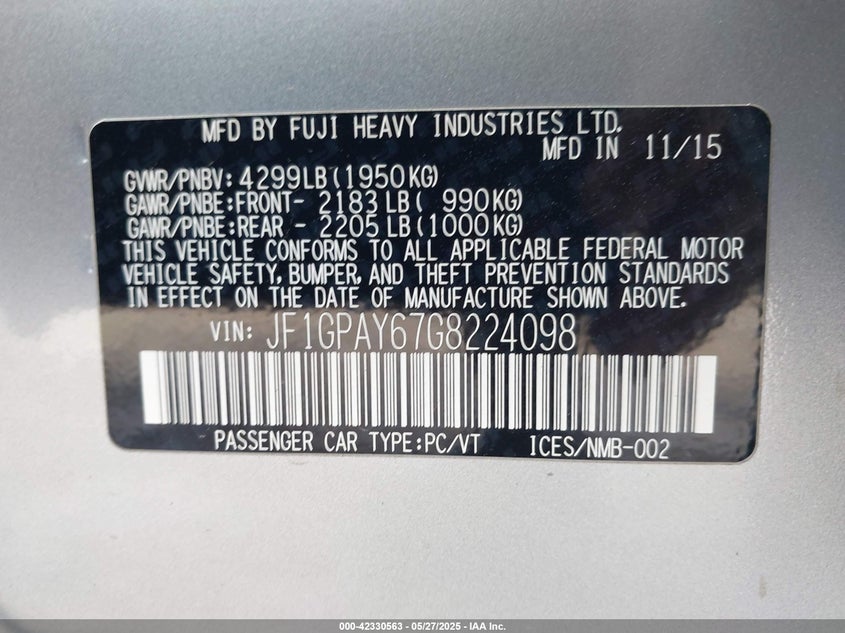 MFD BY FUJI HEAVY INDUSTRIES LTD.
MFD IN 11/15
GVWR/PNBV: 4299LB(1950KG)
GAWR/PNBE:FRONT- 2183LB( 990KG)
GAWR/PNBE:REAR - 2205LB(1000KG)
THIS VEHICLE CONFORMS TO ALL APPLICABLE FEDERAL MOTOR
VEHICLE SAFETY, BUMPER, AND THEFT PREVENTION STANDARDS
IN EFFECT ON THE DATE OF MANUFACTURE SHOWN ABOVE.
VIN: JF1GPAY67G8224098
PASSENGER CAR TYPE:PC/VT ICES/NMB-002
000-42330563 — 05/27/2025 — IAA Inc.